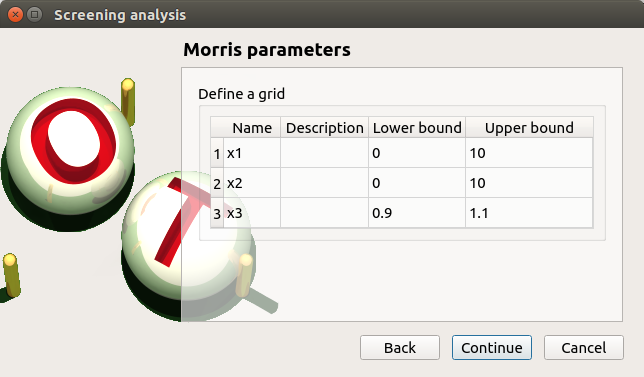 Screening analysis
Morris parameters
Define a grid
Name Description Lower bound Upper bound
1 x1 0 10
2 x2 0 10
3 x3 0.9 1.1
Back Continue Cancel